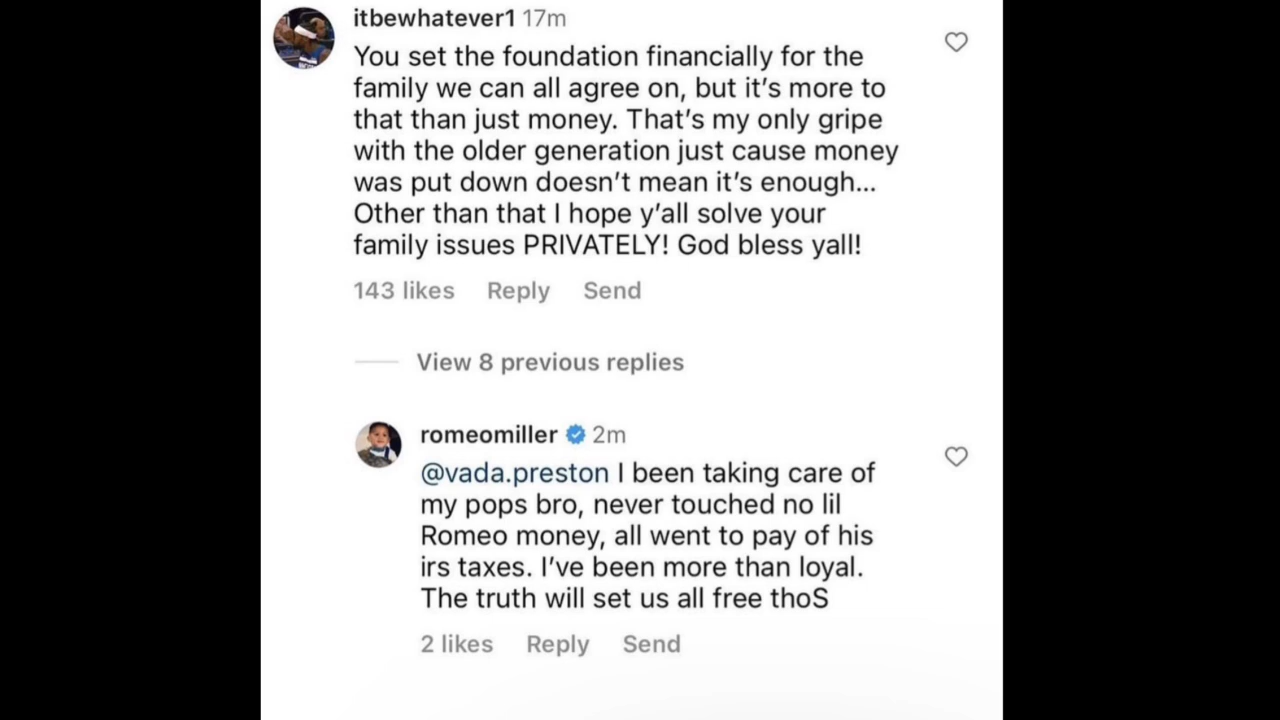 itbewhatever1 17m
You set the foundation financially for the
family we can all agree on, but it's more to
that than just money. That's my only gripe
with the older generation just cause money
was put down doesn't mean it's enough...
Other than that I hope y'all solve your
family issues PRIVATELY! God bless yall!
143 likes Reply Send
View 8 previous replies
romeomiller 2m
@vada.preston I been taking care of
my pops bro, never touched no lil
Romeo money, all went to pay of his
irs taxes. I've been more than loyal.
The truth will set us all free thoS
2 likes Reply Send